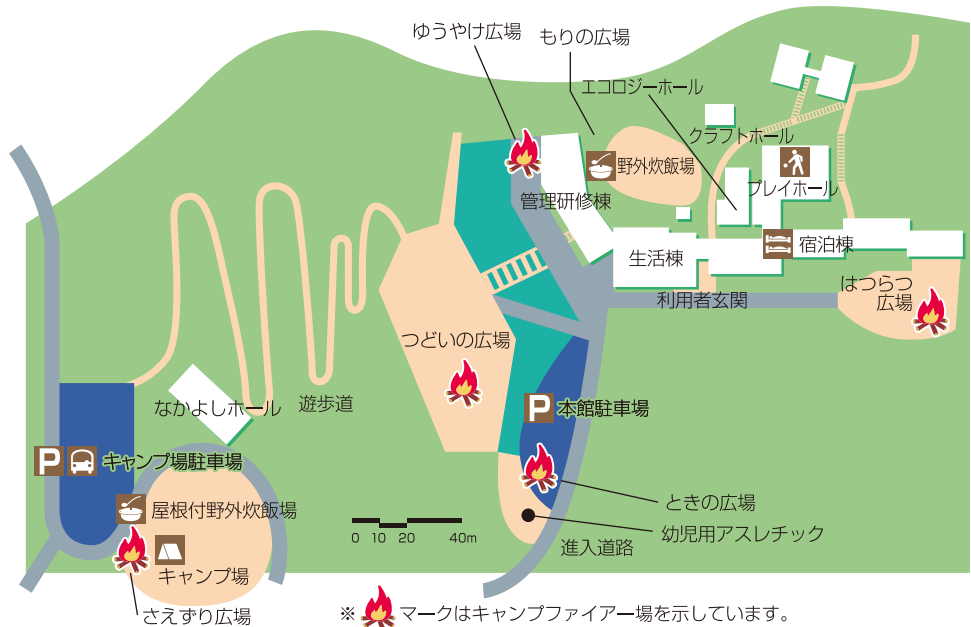 ゆうやけ広場
もりの広場
エコロジーホール
クラフトホール
野外炊飯場
プレイホール
管理研修棟
生活棟
宿泊棟
はつらつ
広場
利用者玄関
つどいの広場
なかよしホール
遊歩道
P
本館駐車場
P
キャンプ場駐車場
屋根付野外炊飯場
ときの広場
幼児用アスレチック
進入道路
0 10 20 40m
キャンプ場
さえずり広場
※ マークはキャンプファイアー場を示しています。